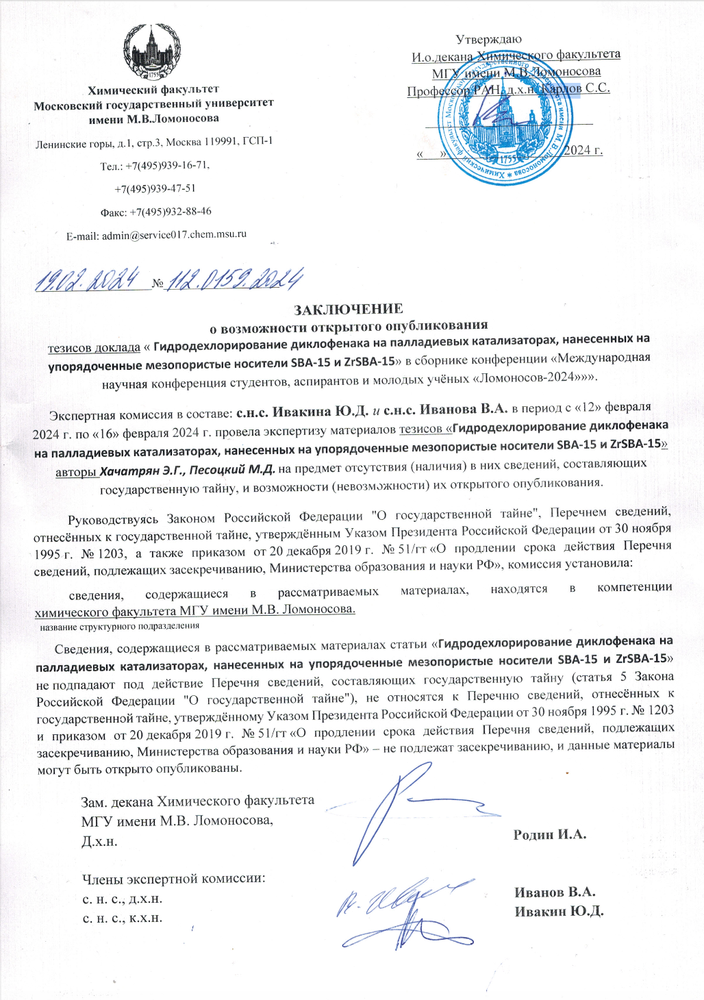 1755
Химический факультет
Московский государственный университет
имени М.В.Ломоносова
Ленинские горы, д.1, стр.3, Москва 119991, ГСП-1
Тел.: +7(495)939-16-71,
+7(495)939-47-51
Факс: +7(495)932-88-46
E-mail: admin@service017.chem.msu.ru
Утверждаю
И.о.декана Химического факультета
МГУ имени М.В.Ломоносова
Профессор РАН, д.х.н. Карлов С.С.
« » 2024 г.
1755
19.02.2024 № 112.0159.2024
ЗАКЛЮЧЕНИЕ
о возможности открытого опубликования
тезисов доклада « Гидродехлорирование диклофенака на палладиевых катализаторах, нанесенных на
упорядоченные мезопористые носители SBA-15 и ZrSBA-15» в сборнике конференции «Международная
научная конференция студентов, аспирантов и молодых учёных «Ломоносов-2024»»».
Экспертная комиссия в составе: с.н.с. Ивакина Ю.Д. и с.н.с. Иванова В.А. в период с «12» февраля
2024 г. по «16» февраля 2024 г. провела экспертизу материалов тезисов «Гидродехлорирование диклофенака
на палладиевых катализаторах, нанесенных на упорядоченные мезопористые носители SBA-15 и ZrSBA-15»
авторы Хачатрян Э.Г., Песоцкий М.Д. на предмет отсутствия (наличия) в них сведений, составляющих
государственную тайну, и возможности (невозможности) их открытого опубликования.
Руководствуясь Законом Российской Федерации "О государственной тайне", Перечнем сведений,
отнесённых к государственной тайне, утверждённым Указом Президента Российской Федерации от 30 ноября
1995 г. № 1203, а также приказом от 20 декабря 2019 г. № 51/гт «О продлении срока действия Перечня
сведений, подлежащих засекречиванию, Министерства образования и науки РФ», комиссия установила:
сведения, содержащиеся в рассматриваемых материалах, находятся в компетенции
химического факультета МГУ имени М.В. Ломоносова.
название структурного подразделения
Сведения, содержащиеся в рассматриваемых материалах статьи «Гидродехлорирование диклофенака на
палладиевых катализаторах, нанесенных на упорядоченные мезопористые носители SBA-15 и ZrSBA-15»
не подпадают под действие Перечня сведений, составляющих государственную тайну (статья 5 Закона
Российской Федерации "О государственной тайне"), не относятся к Перечню сведений, отнесённых к
государственной тайне, утверждённому Указом Президента Российской Федерации от 30 ноября 1995 г. № 1203
и приказом от 20 декабря 2019 г. № 51/гт «О продлении срока действия Перечня сведений, подлежащих
засекречиванию, Министерства образования и науки РФ» – не подлежат засекречиванию, и данные материалы
могут быть открыто опубликованы.
Зам. декана Химического факультета
МГУ имени М.В. Ломоносова,
Д.х.н.
Родин И.А.
Члены экспертной комиссии:
с. н. с., д.х.н.
Иванов В.А.
с. н. с., к.х.н.
Ивакин Ю.Д.